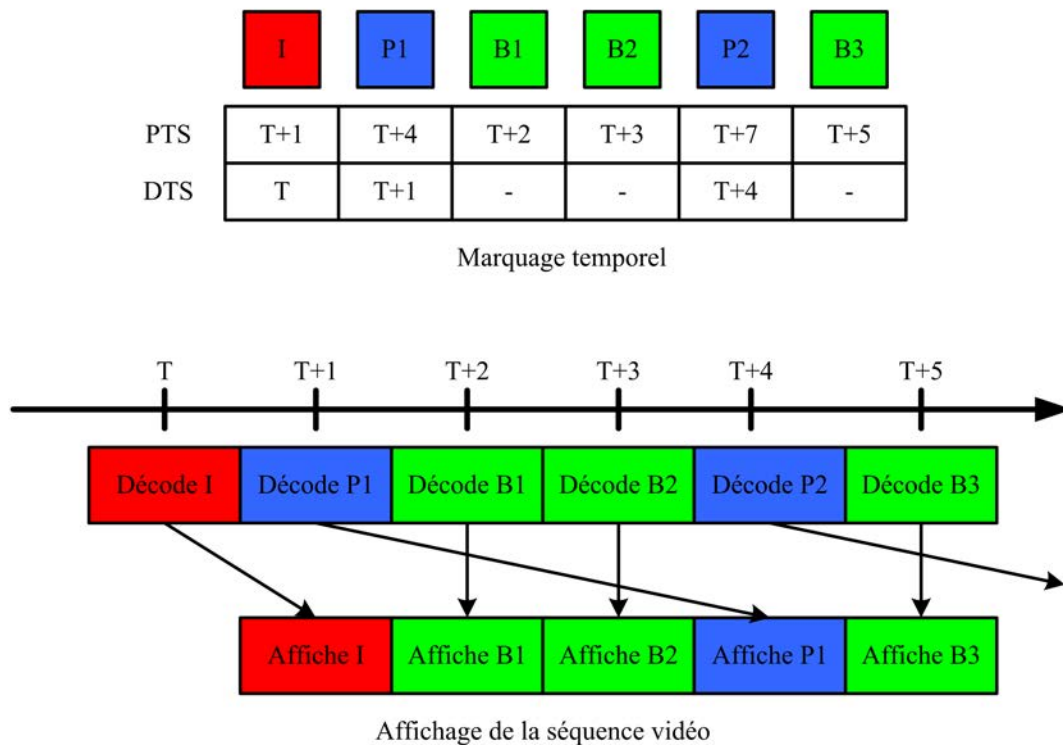 I P1 B1 B2 P2 B3
PTS T+1 T+4 T+2 T+3 T+7 T+5
DTS T T+1 - - T+4 -
Marquage temporel
T T+1 T+2 T+3 T+4 T+5
Décode I Décode P1 Décode B1 Décode B2 Décode P2 Décode B3
Affiche I Affiche B1 Affiche B2 Affiche P1 Affiche B3
Affichage de la séquence vidéo